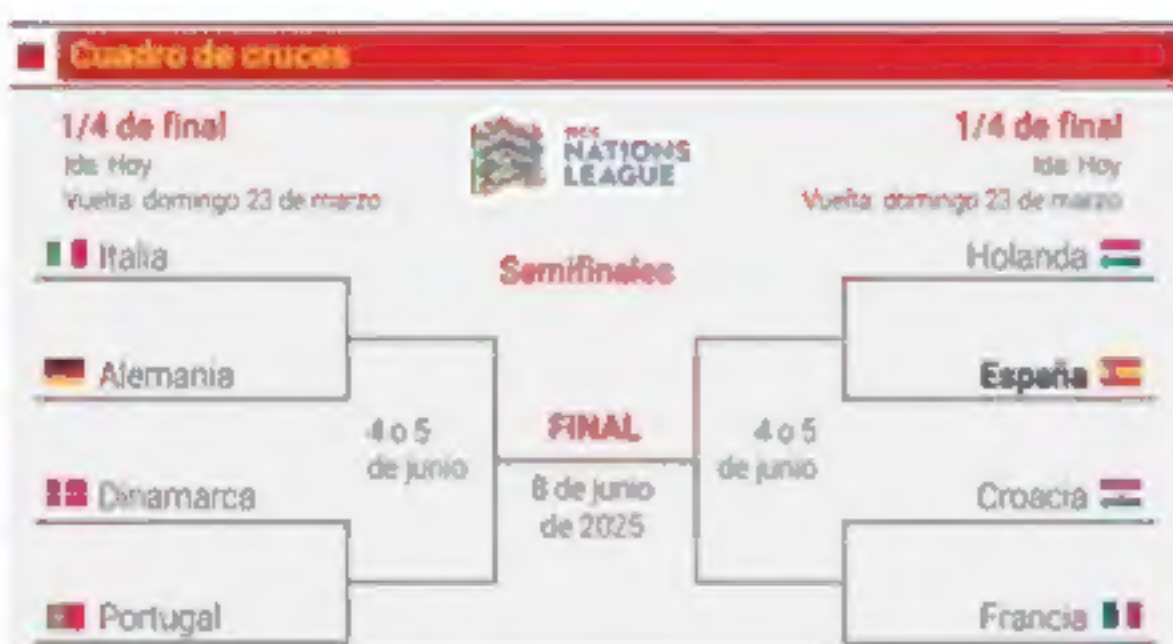 Cuadro de cruces
1/4 de final
Ida: Hoy
Vuelta: domingo 23 de marzo
NATIONS
LEAGUE
1/4 de final
Ida: Hoy
Vuelta: domingo 23 de marzo
Italia
Semifinales
Holanda
Alemania
España
4 o 5
de junio
FINAL
8 de junio
de 2025
4 o 5
de junio
Dinamarca
Croacia
Portugal
Francia